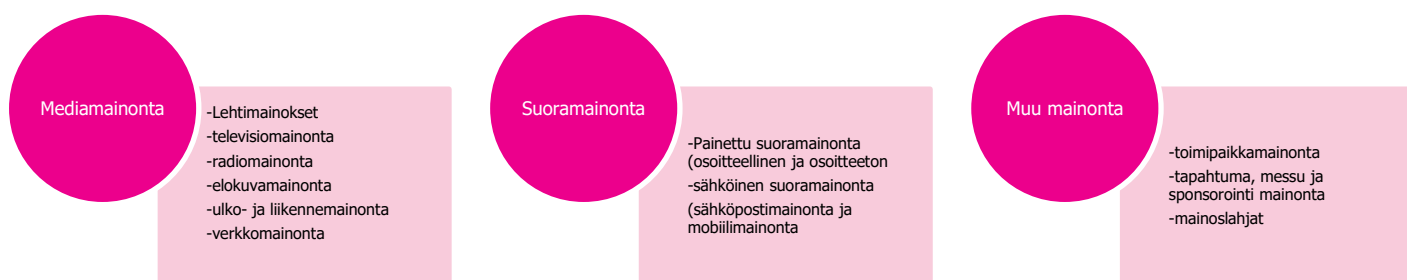 Mediamainonta
-Lehtimainokset
-televisiomainonta
-radiomainonta
-elokuvamainonta
-ulko- ja liikennemainonta
-verkkomainonta
Suoramainonta
-Painettu suoramainonta
(osoitteellinen ja osoitteeton
-sähköinen suoramainonta
(sähköpostimainonta ja
mobiilimainonta
Muu mainonta
-toimipaikkamainonta
-tapahtuma, messu ja
sponsorointi mainonta
-mainoslahjat